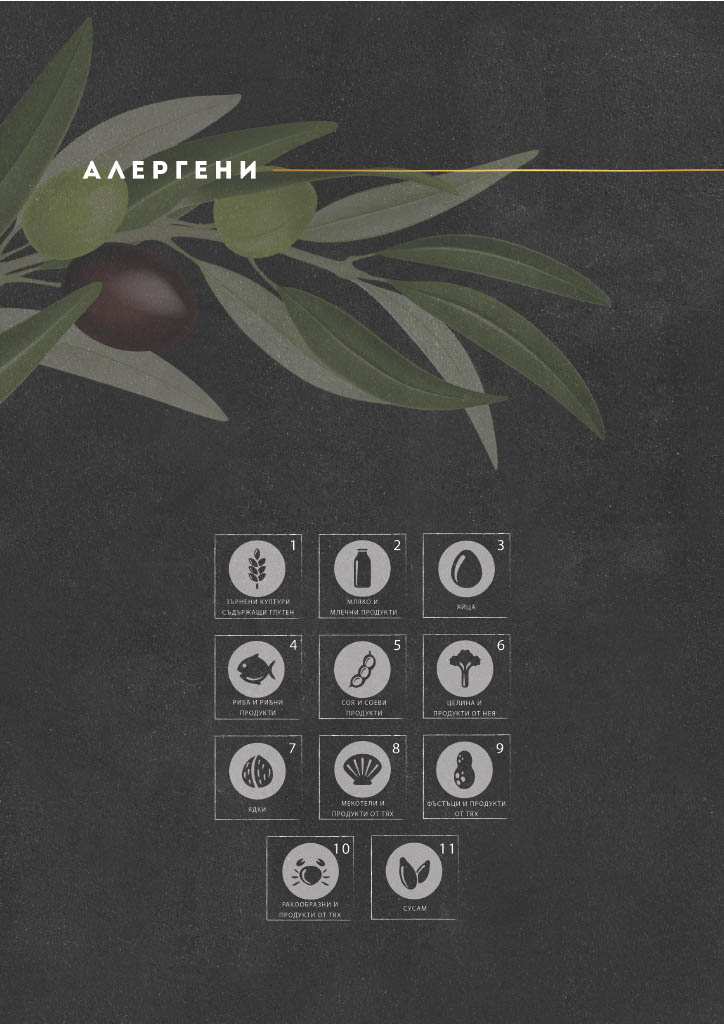 АЛЕРГЕНИ
1
ЗЪРНЕНИ КУЛТУРИ
СЪДЪРЖАЩИ ГЛУТЕН
2
МЛЯКО И
МЛЕЧНИ ПРОДУКТИ
3
ЯЙЦА
4
РИБА И РИБНИ
ПРОДУКТИ
5
СОЯ И СОЕВИ
ПРОДУКТИ
6
ЦЕЛИНА И
ПРОДУКТИ ОТ НЕЯ
7
ЯДКИ
8
МЕКОТЕЛИ И
ПРОДУКТИ ОТ ТЯХ
9
ФЪСТЪЦИ И ПРОДУКТИ
ОТ ТЯХ
10
РАКООБРАЗНИ И
ПРОДУКТИ ОТ ТЯХ
11
СУСАМ